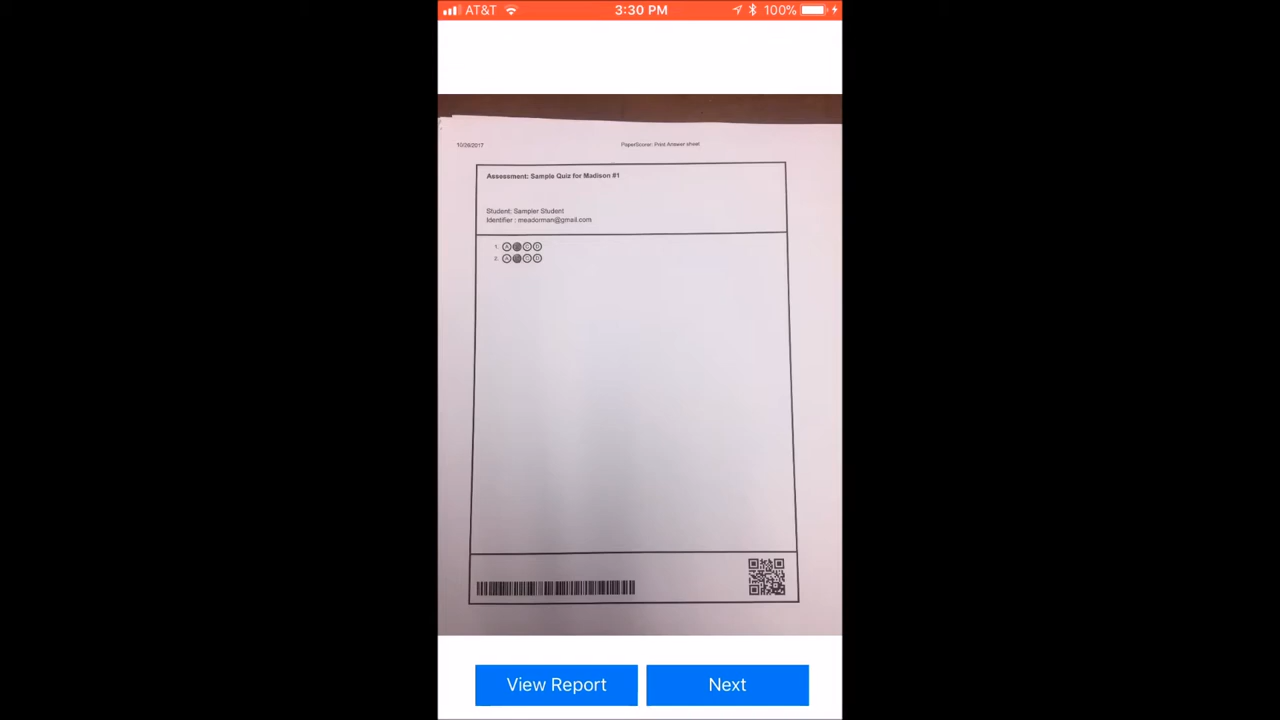 AT&T 3:30 PM 100%
10/26/2017 PaperScorer: Print Answer sheet
Assessment: Sample Quiz for Madison #1
Student: Sampler Student
Identifier : meadorman@gmail.com
1. A B C D
2. A B C D
View Report Next